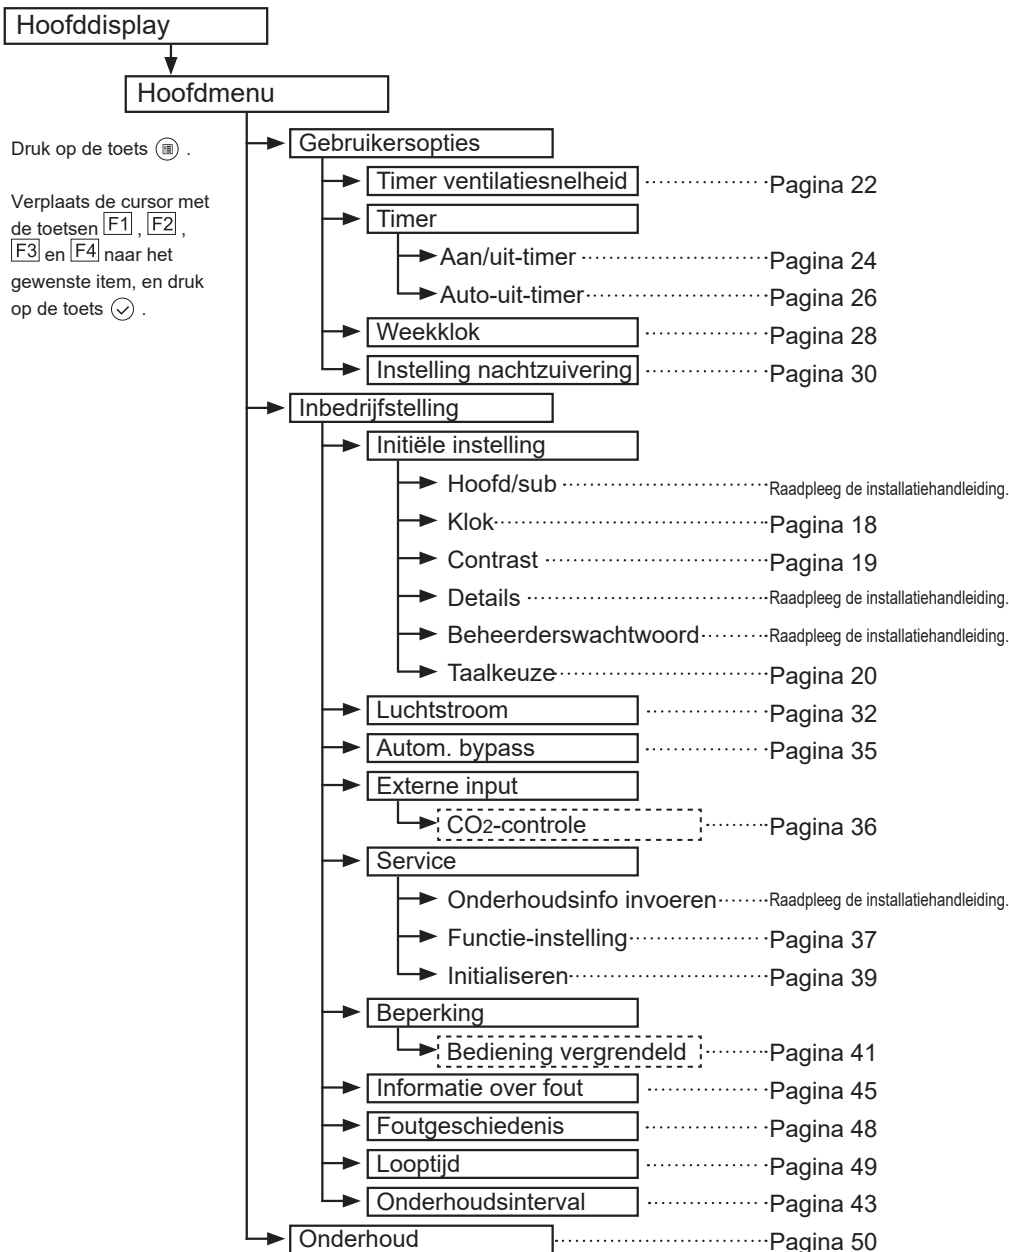 Hoofddisplay
Hoofdmenu
Druk op de toets .
Verplaats de cursor met
de toetsen F1 , F2 ,
F3 en F4 naar het
gewenste item, en druk
op de toets .
Gebruikersopties
Timer ventilatiesnelheid Pagina 22
Timer
Aan/uit-timer Pagina 24
Auto-uit-timer Pagina 26
Weekklok Pagina 28
Instelling nachtzuivering Pagina 30
Inbedrijfstelling
Initiële instelling
Hoofd/sub Raadpleeg de installatiehandleiding.
Klok Pagina 18
Contrast Pagina 19
Details Raadpleeg de installatiehandleiding.
Beheerderswachtwoord Raadpleeg de installatiehandleiding.
Taalkeuze Pagina 20
Luchtstroom Pagina 32
Autom. bypass Pagina 35
Externe input
CO2-controle Pagina 36
Service
Onderhoudsinfo invoeren Raadpleeg de installatiehandleiding.
Functie-instelling Pagina 37
Initialiseren Pagina 39
Beperking
Bediening vergrendeld Pagina 41
Informatie over fout Pagina 45
Foutgeschiedenis Pagina 48
Looptijd Pagina 49
Onderhoudsinterval Pagina 43
Onderhoud Pagina 50